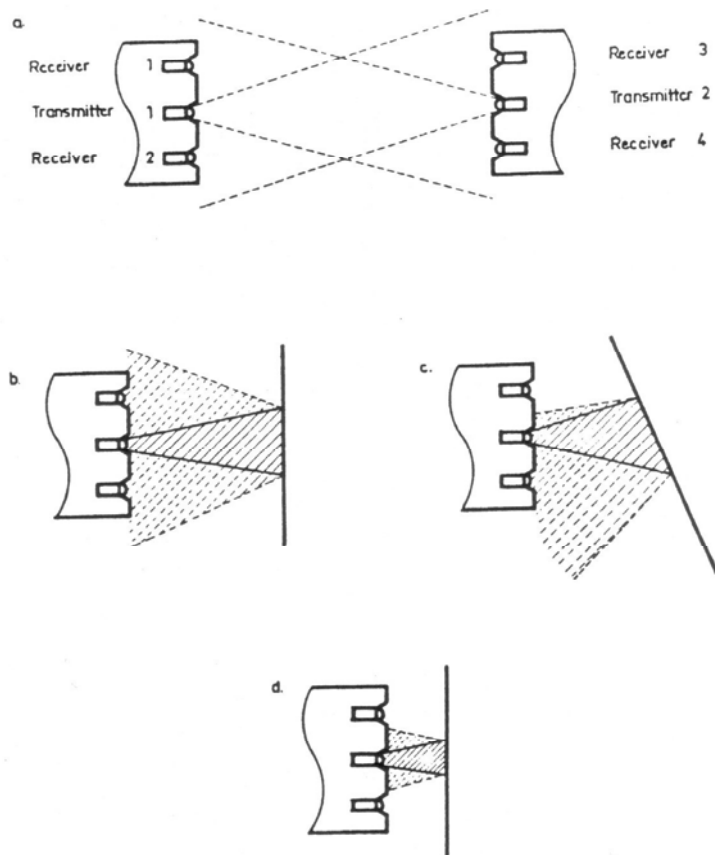 a.
Receiver 1
Transmitter 1
Receiver 2
Receiver 3
Transmitter 2
Receiver 4
b.
c.
d.